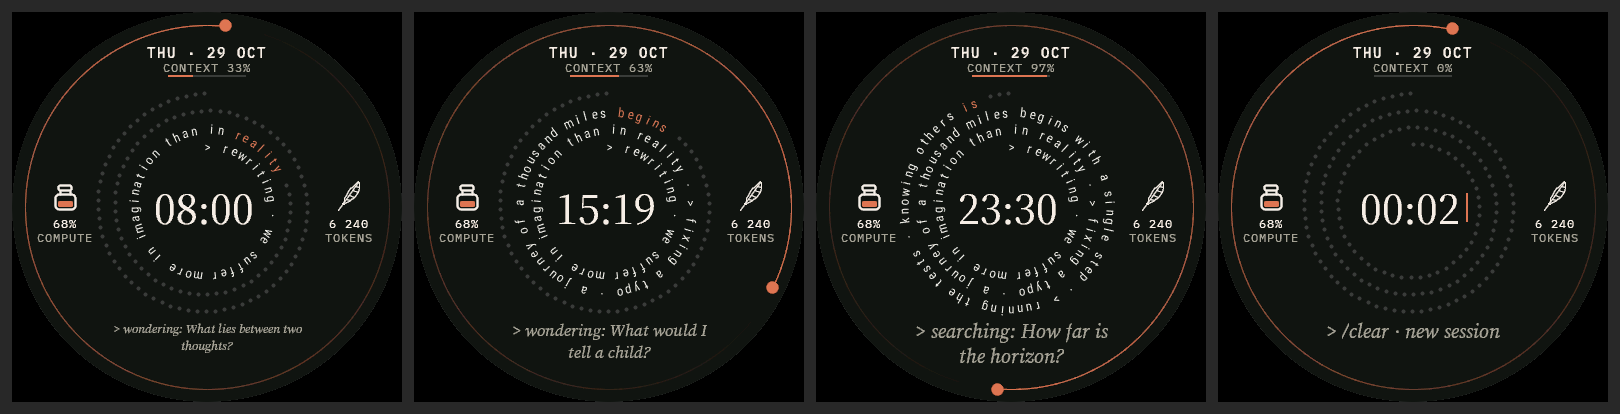 THU · 29 OCT
CONTEXT 33%
> rewriting · we suffer more in imagination than in reality
08:00
68%
COMPUTE
6 240
TOKENS
> wondering: What lies between two
thoughts?
THU · 29 OCT
CONTEXT 63%
> rewriting · we suffer more in imagination than in reality · > fixing a typo · a journey of a thousand miles begins
15:19
68%
COMPUTE
6 240
TOKENS
> wondering: What would I
tell a child?
THU · 29 OCT
CONTEXT 97%
> rewriting · we suffer more in imagination than in reality · > fixing a typo · a journey of a thousand miles begins with a single step · > running the tests · knowing others is
23:30
68%
COMPUTE
6 240
TOKENS
> searching: How far is
the horizon?
THU · 29 OCT
CONTEXT 0%
00:02
68%
COMPUTE
6 240
TOKENS
> /clear · new session